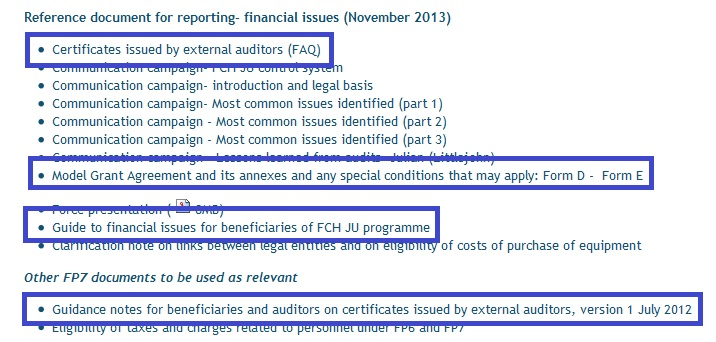 Reference document for reporting- financial issues (November 2013)
Certificates issued by external auditors (FAQ)
Communication campaign- FCH JU control system
Communication campaign- introduction and legal basis
Communication campaign- Most common issues identified (part 1)
Communication campaign - Most common issues identified (part 2)
Communication campaign - Most common issues identified (part 3)
Communication campaign - Lessons learned from audits- Julian (Littlejohn)
Model Grant Agreement and its annexes and any special conditions that may apply: Form D - Form E
Force presentation ( 8MB)
Guide to financial issues for beneficiaries of FCH JU programme
Clarification note on links between legal entities and on eligibility of costs of purchase of equipment
Other FP7 documents to be used as relevant
Guidance notes for beneficiaries and auditors on certificates issued by external auditors, version 1 July 2012
Eligibility of taxes and charges related to personnel under FP6 and FP7